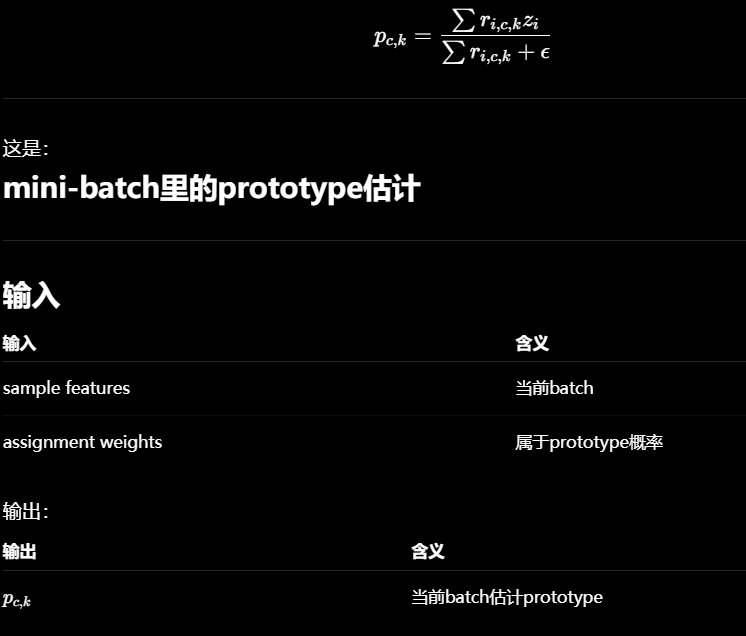 p_{c,k} = \frac{\sum r_{i,c,k} z_i}{\sum r_{i,c,k} + \epsilon}
这是：
mini-batch里的prototype估计
输入
输入 含义
sample features 当前batch
assignment weights 属于prototype概率
输出：
输出 含义
p_{c,k} 当前batch估计prototype